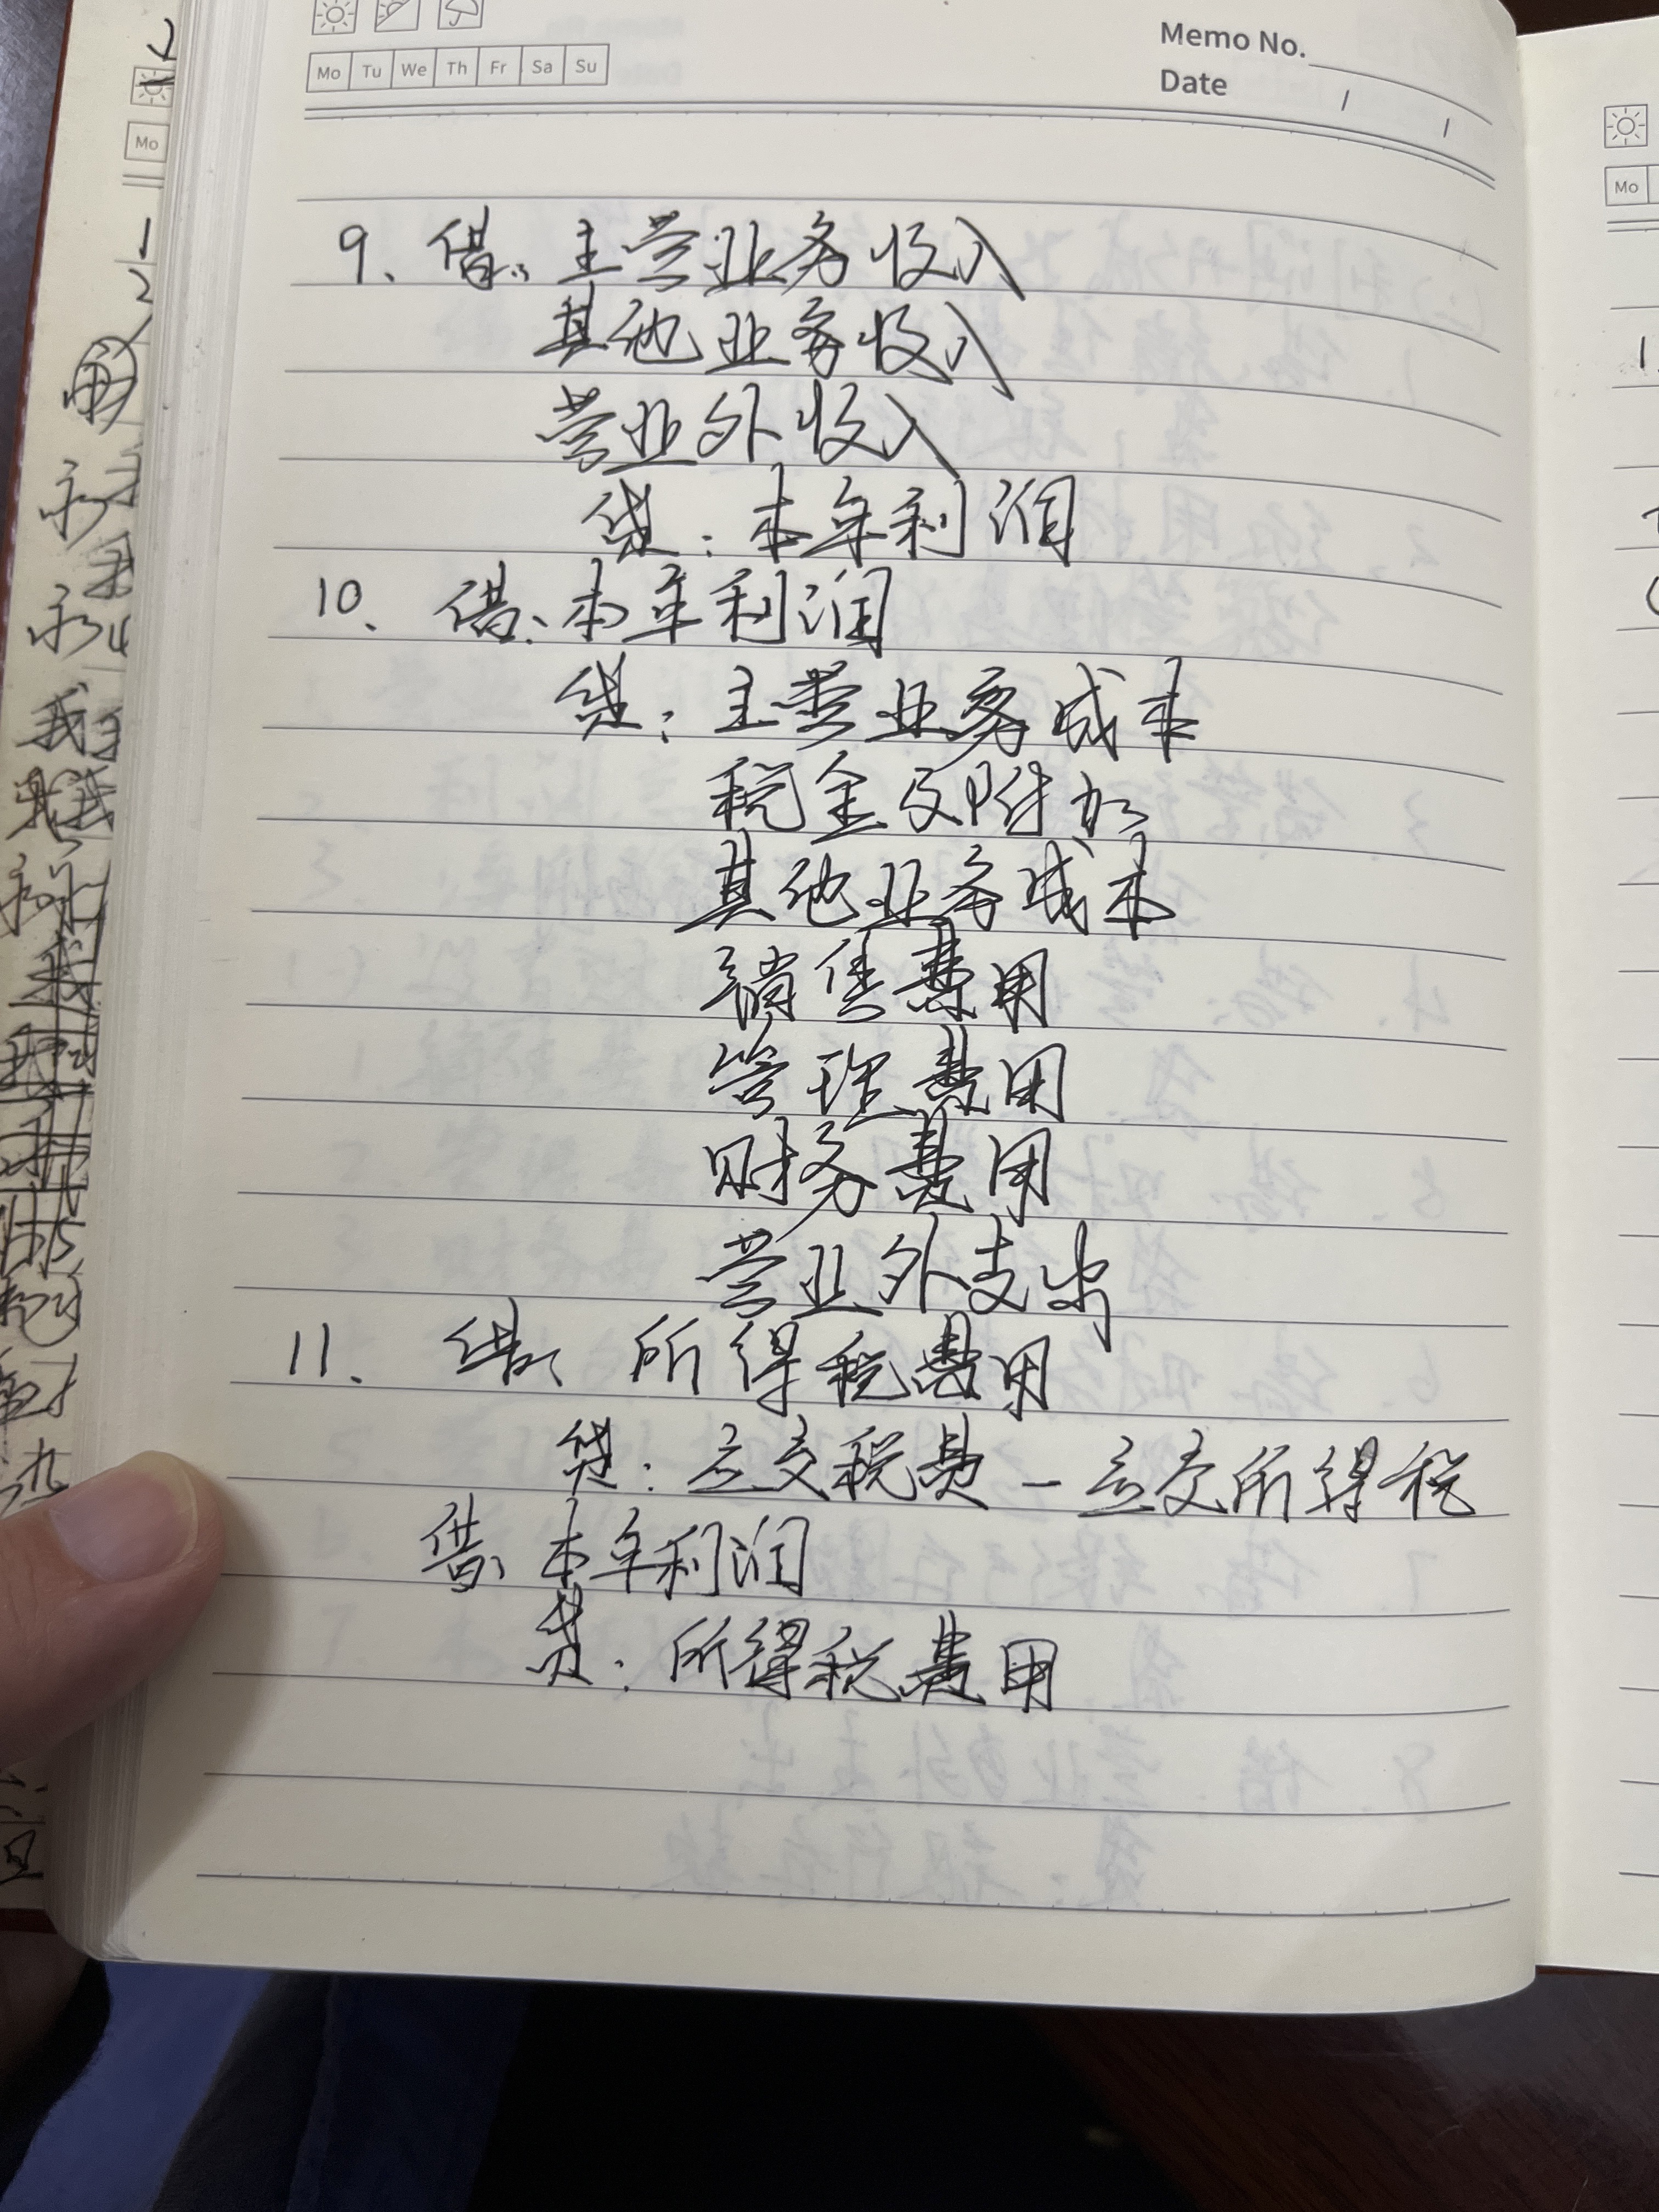 Mo Tu We Th Fr Sa Su
Memo No.
Date / /
9、借：主营业务收入
其他业务收入
营业外收入
贷：本年利润
10、借：本年利润
贷：主营业务成本
税金及附加
其他业务成本
销售费用
管理费用
财务费用
营业外支出
11、借：所得税费用
贷：应交税费－应交所得税
借：本年利润
贷：所得税费用
Mo
Mo